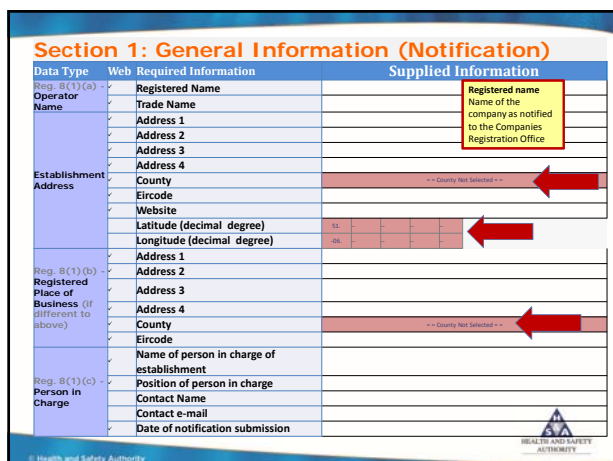 Section 1: General Information (Notification)
Data Type Web Required Information Supplied Information
Reg. 8(1)(a) -
Operator
Name
✓ Registered Name
✓ Trade Name
Registered name
Name of the
company as notified
to the Companies
Registration Office
Establishment
Address
✓ Address 1
✓ Address 2
✓ Address 3
✓ Address 4
✓ County
~ ~ County Not Selected ~ ~
✓ Eircode
✓ Website
Latitude (decimal degree) 51. - - - -
Longitude (decimal degree) -06. - - - -
Reg. 8(1)(b) -
Registered
Place of
Business (if
different to
above)
✓ Address 1
✓ Address 2
✓ Address 3
✓ Address 4
✓ County
~ ~ County Not Selected ~ ~
✓ Eircode
Reg. 8(1)(c) -
Person in
Charge
✓ Name of person in charge of
establishment
✓ Position of person in charge
Contact Name
Contact e-mail
✓ Date of notification submission
H
S A
HEALTH AND SAFETY
AUTHORITY
© Health and Safety Authority